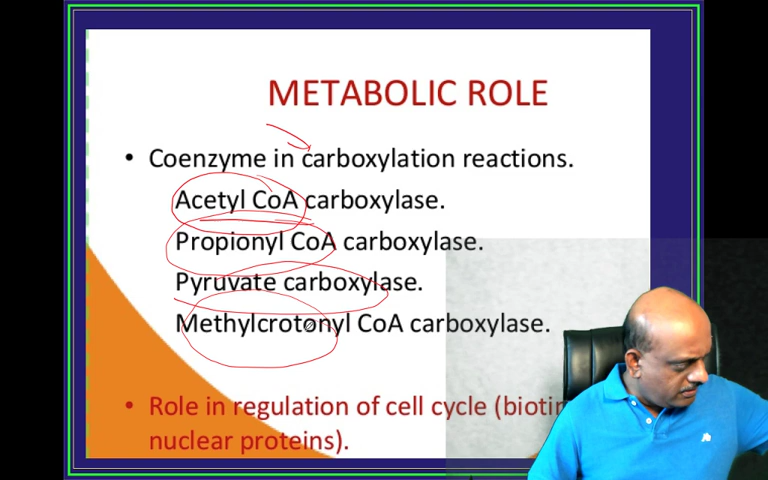 METABOLIC ROLE
• Coenzyme in carboxylation reactions.
Acetyl CoA carboxylase.
Propionyl CoA carboxylase.
Pyruvate carboxylase.
Methylcrotonyl CoA carboxylase.
• Role in regulation of cell cycle
nuclear proteins).